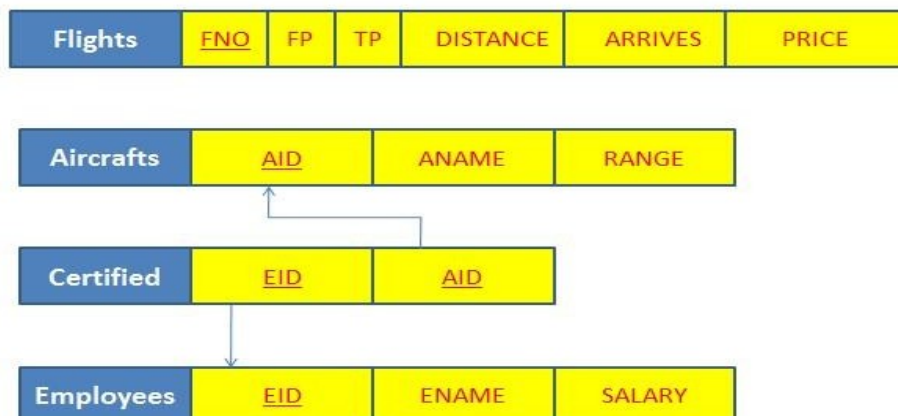 Flights FNO FP TP DISTANCE ARRIVES PRICE
Aircrafts AID ANAME RANGE
Certified EID AID
Employees EID ENAME SALARY